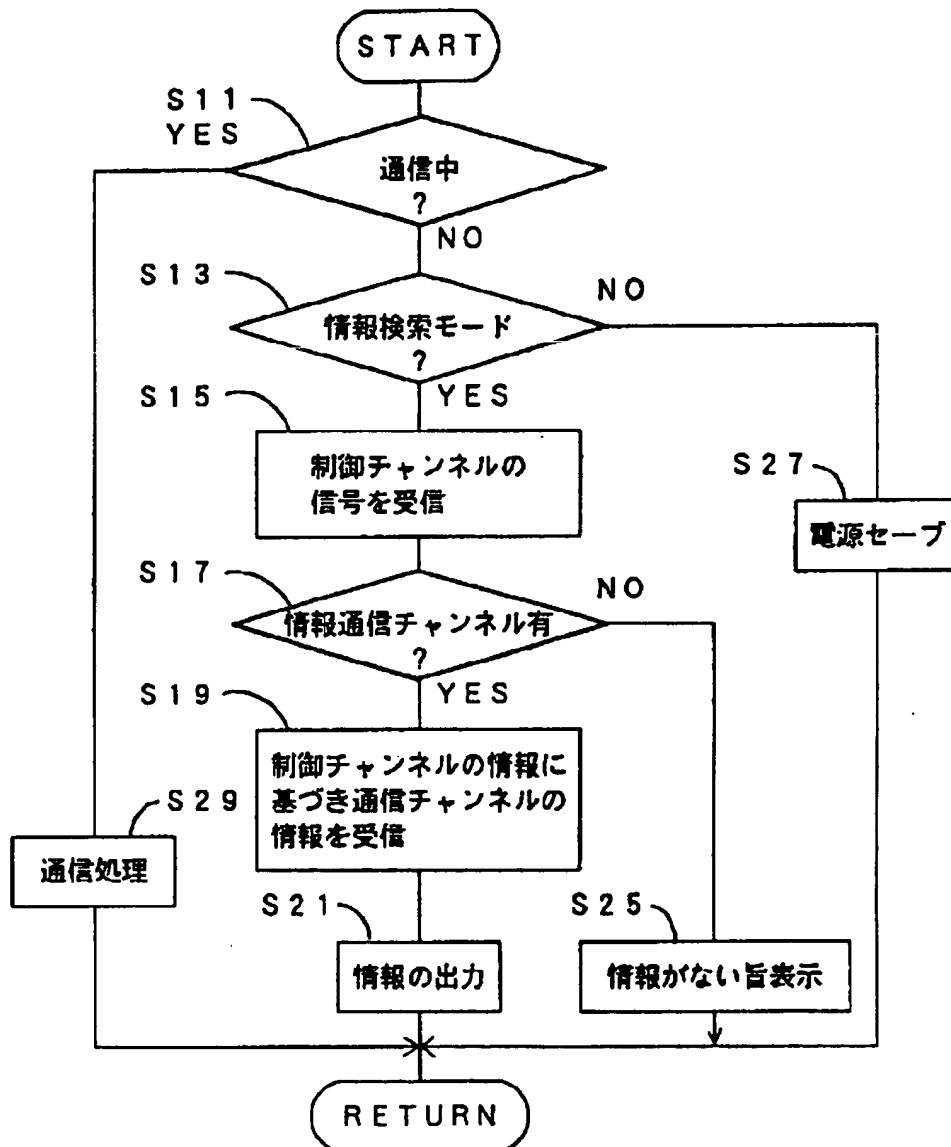 START
S11
YES
通信中
?
NO
S13
NO
情報検索モード
?
YES
S15
制御チャンネルの
信号を受信
S27
電源セーブ
S17
NO
情報通信チャンネル有
?
YES
S19
制御チャンネルの情報に
基づき通信チャンネルの
情報を受信
S29
通信処理
S21
情報の出力
S25
情報がない旨表示
RETURN